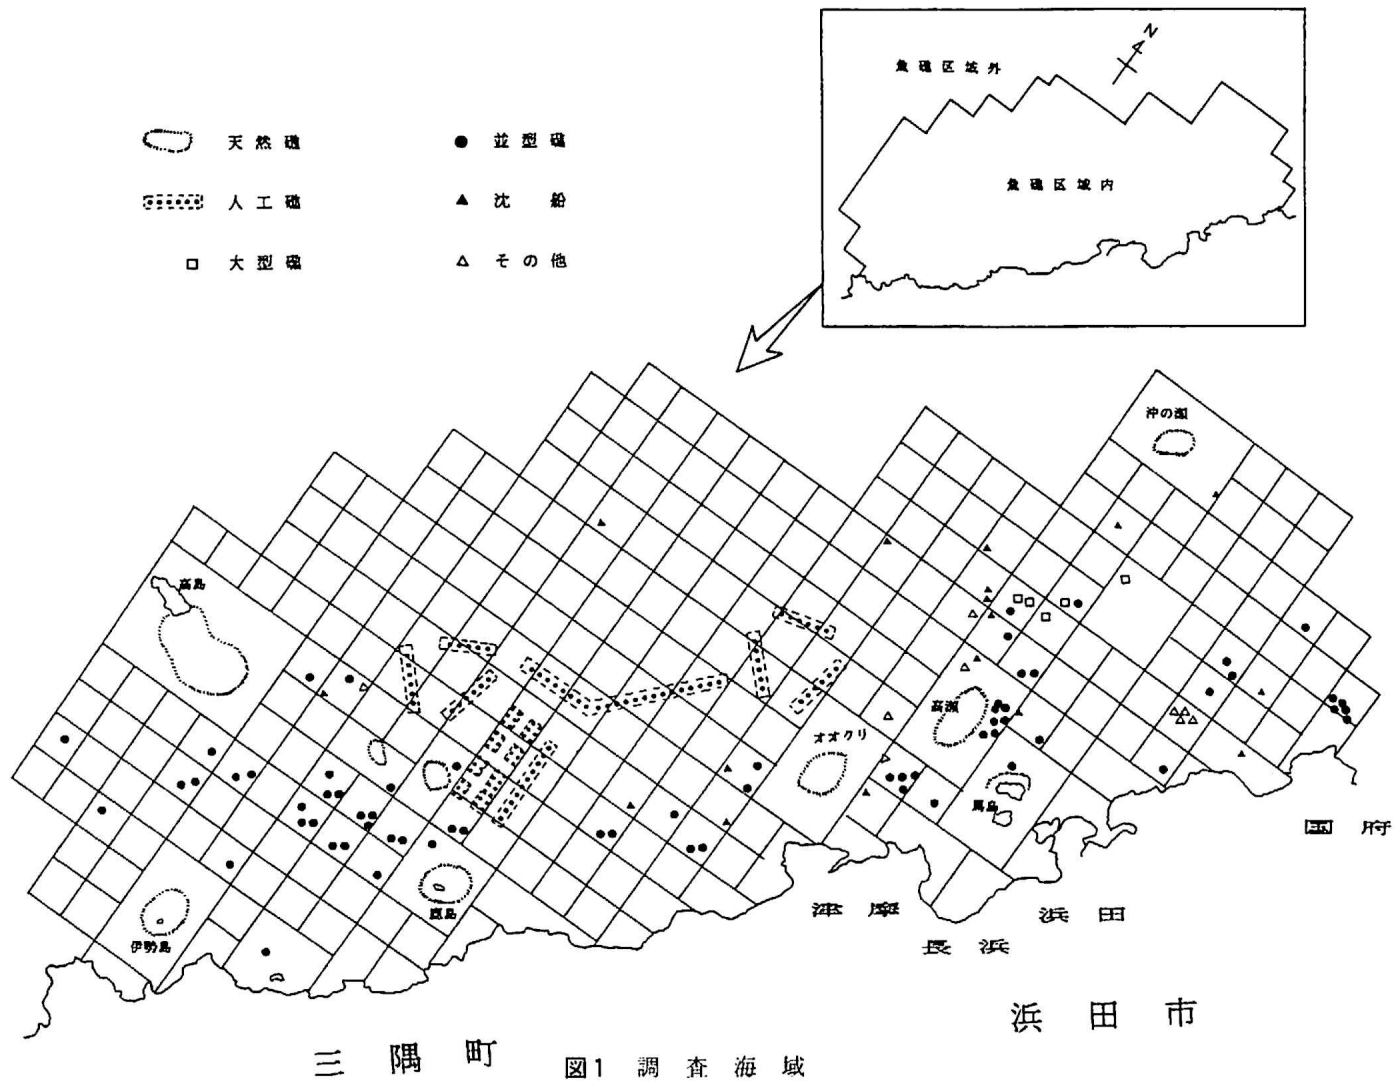 N
魚礁区域外
魚礁区域内
天然礁
並型礁
人工礁
沈船
大型礁
その他
沖の瀬
高島
高瀬
オオクリ
馬島
鹿島
伊勢島
国府
津摩
浜田
長浜
浜田市
三隅町
図1 調査海域